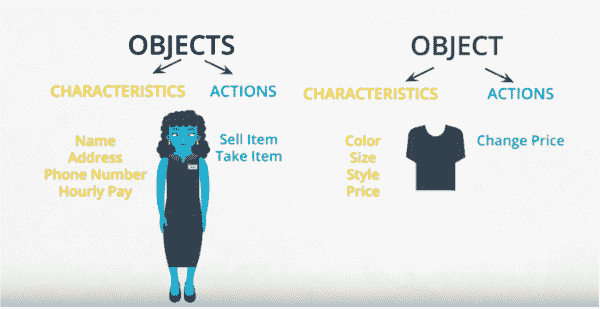 OBJECTS
CHARACTERISTICS
ACTIONS
Name
Address
Phone Number
Hourly Pay
Sell Item
Take Item
OBJECT
CHARACTERISTICS
ACTIONS
Color
Size
Style
Price
Change Price